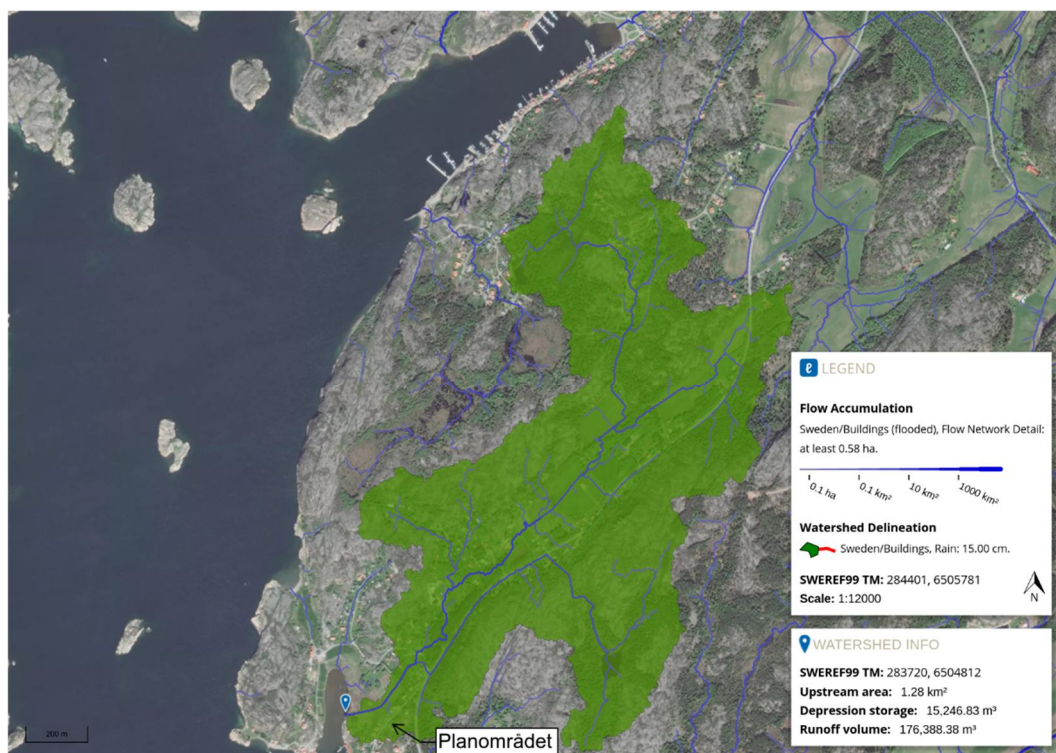 LEGEND
Flow Accumulation
Sweden/Buildings (flooded), Flow Network Detail:
at least 0.58 ha.
0.1 ha 0.1 km² 10 km² 1000 km²
Watershed Delineation
Sweden/Buildings, Rain: 15.00 cm.
SWEREF99 TM: 284401, 6505781
Scale: 1:12000
N
WATERSHED INFO
SWEREF99 TM: 283720, 6504812
Upstream area: 1.28 km²
Depression storage: 15,246.83 m³
Runoff volume: 176,388.38 m³
200 m
Planområdet